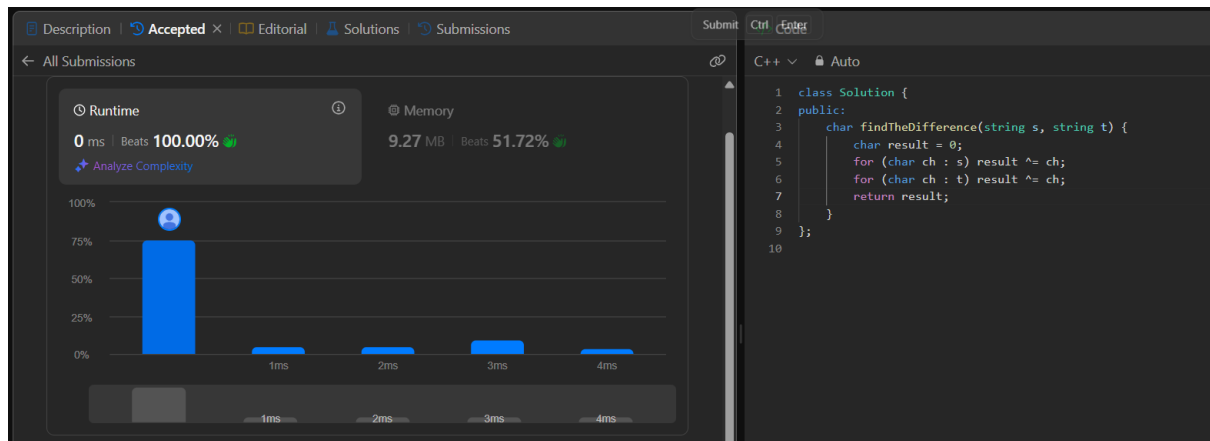 Description Accepted × Editorial Solutions Submissions
Submit Ctrl Enter
Code
← All Submissions
Runtime
0 ms Beats 100.00%
Analyze Complexity
Memory
9.27 MB Beats 51.72%
100%
75%
50%
25%
0%
1ms 2ms 3ms 4ms
1ms 2ms 3ms 4ms
C++ Auto
1 class Solution {
2 public:
3 char findTheDifference(string s, string t) {
4 char result = 0;
5 for (char ch : s) result ^= ch;
6 for (char ch : t) result ^= ch;
7 return result;
8 }
9 };
10